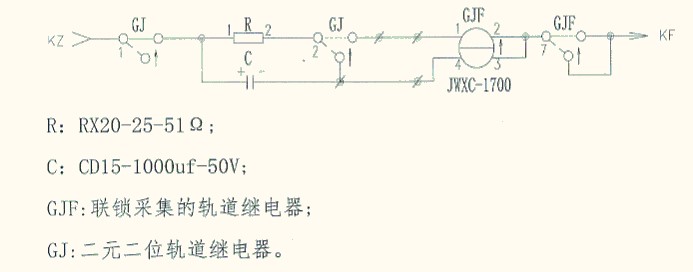 GJ R GJ GJF GJF
KZ 1 1 2 2 1 2 7 KF
C 4 3
+ -
JWXC-1700
R: RX20-25-51Ω;
C: CD15-1000uf-50V;
GJF:联锁采集的轨道继电器;
GJ:二元二位轨道继电器。